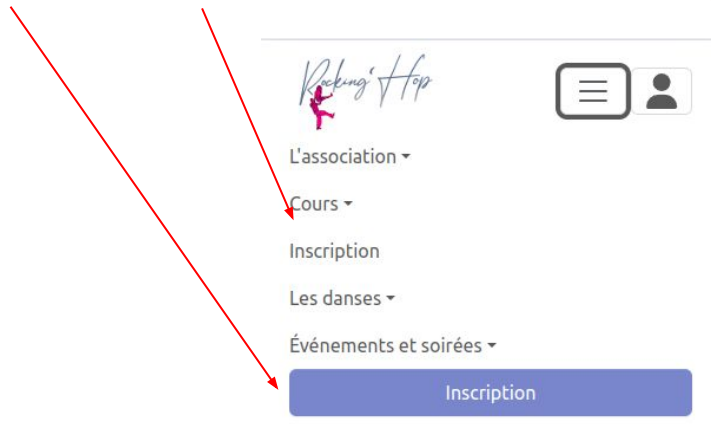 Rocking' Hop
L'association
Cours
Inscription
Les danses
Événements et soirées
Inscription